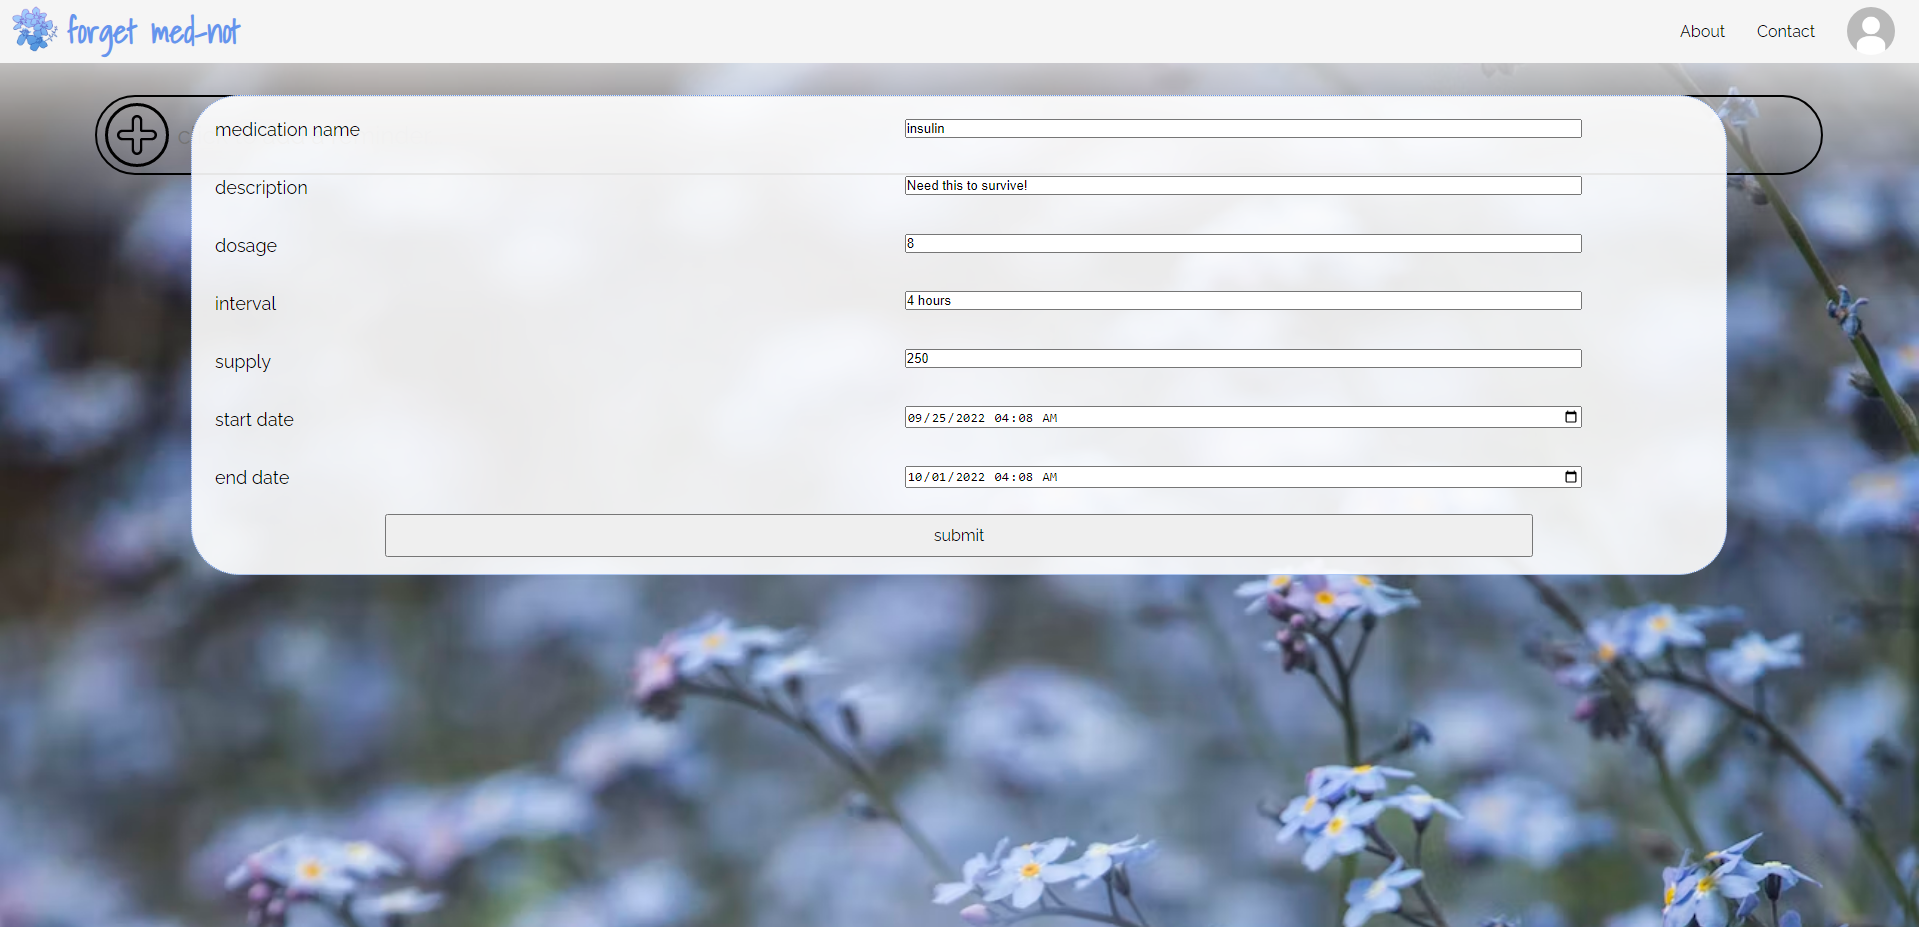 forget med-not
About
Contact
medication name
insulin
description
Need this to survive!
dosage
8
interval
4 hours
supply
250
start date
09/25/2022 04:08 AM
end date
10/01/2022 04:08 AM
submit